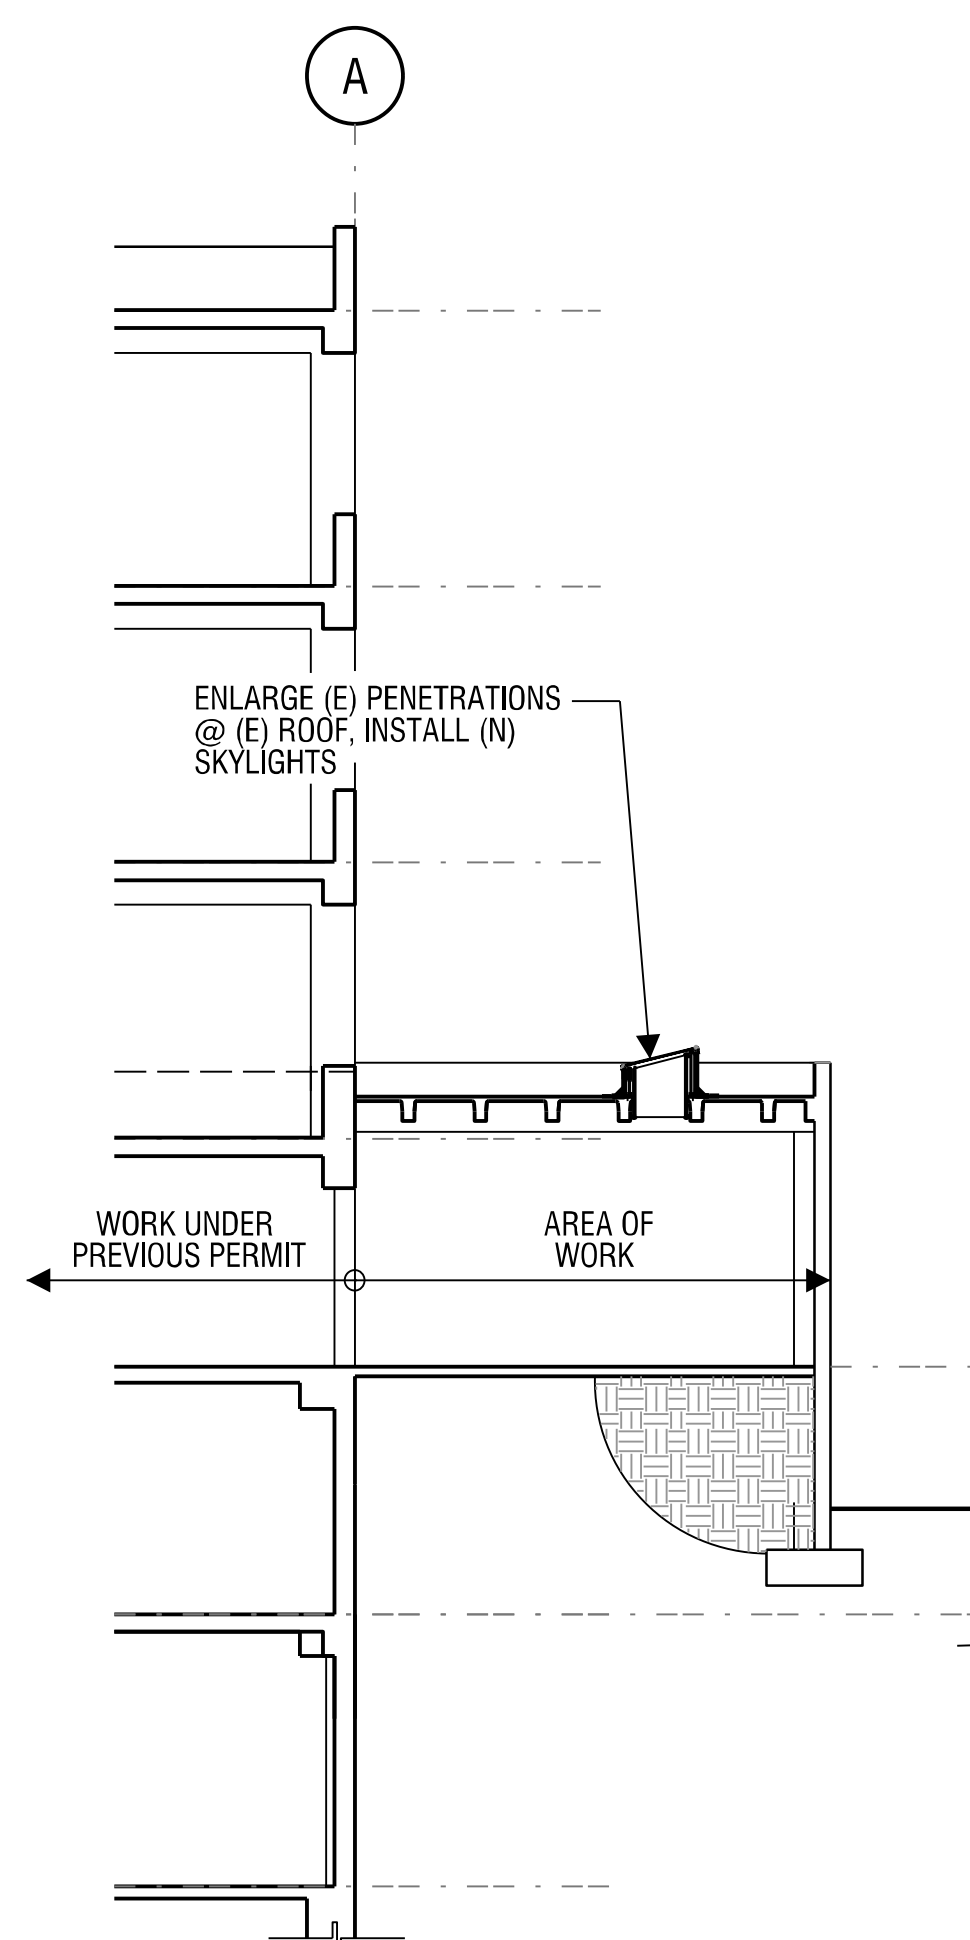 A
ENLARGE (E) PENETRATIONS
@ (E) ROOF, INSTALL (N)
SKYLIGHTS
WORK UNDER
PREVIOUS PERMIT
AREA OF
WORK